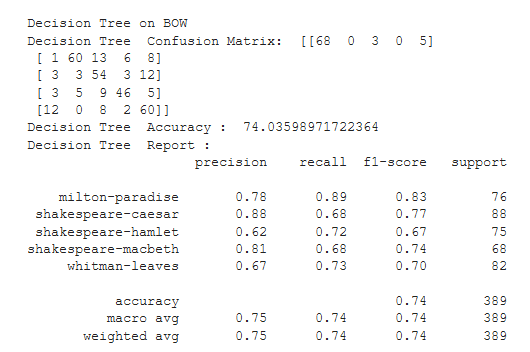 Decision Tree on BOW
Decision Tree  Confusion Matrix:  [[68  0  3  0  5]
 [ 1 60 13  6  8]
 [ 3  3 54  3 12]
 [ 3  5  9 46  5]
 [12  0  8  2 60]]
Decision Tree  Accuracy :  74.03598971722364
Decision Tree  Report :
                     precision    recall  f1-score   support

    milton-paradise       0.78      0.89      0.83        76
 shakespeare-caesar       0.88      0.68      0.77        88
 shakespeare-hamlet       0.62      0.72      0.67        75
shakespeare-macbeth       0.81      0.68      0.74        68
     whitman-leaves       0.67      0.73      0.70        82

           accuracy                           0.74       389
          macro avg       0.75      0.74      0.74       389
       weighted avg       0.75      0.74      0.74       389